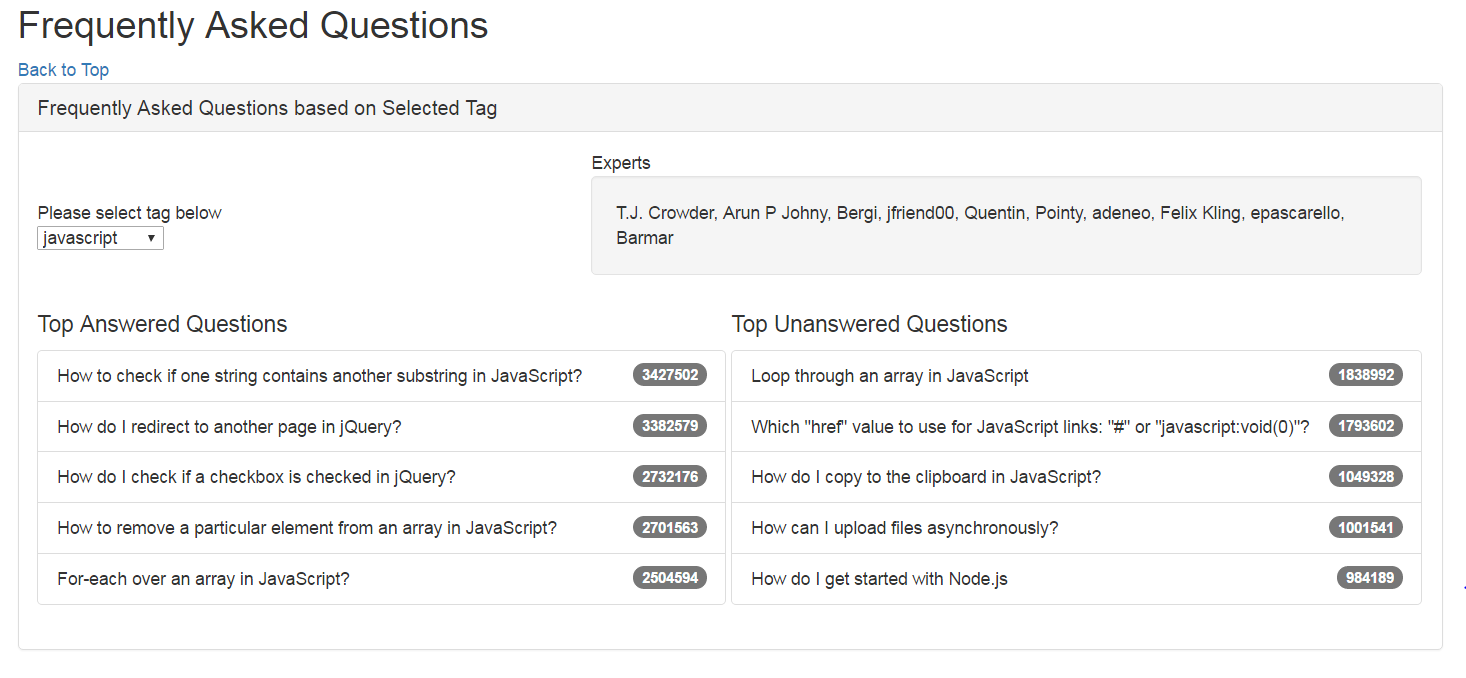 Frequently Asked Questions
Back to Top
Frequently Asked Questions based on Selected Tag
Please select tag below
javascript
Experts
T.J. Crowder, Arun P Johny, Bergi, jfriend00, Quentin, Pointy, adeneo, Felix Kling, epascarello,
Barmar
Top Answered Questions
How to check if one string contains another substring in JavaScript? 3427502
How do I redirect to another page in jQuery? 3382579
How do I check if a checkbox is checked in jQuery? 2732176
How to remove a particular element from an array in JavaScript? 2701563
For-each over an array in JavaScript? 2504594
Top Unanswered Questions
Loop through an array in JavaScript 1838992
Which "href" value to use for JavaScript links: "#" or "javascript:void(0)"? 1793602
How do I copy to the clipboard in JavaScript? 1049328
How can I upload files asynchronously? 1001541
How do I get started with Node.js 984189